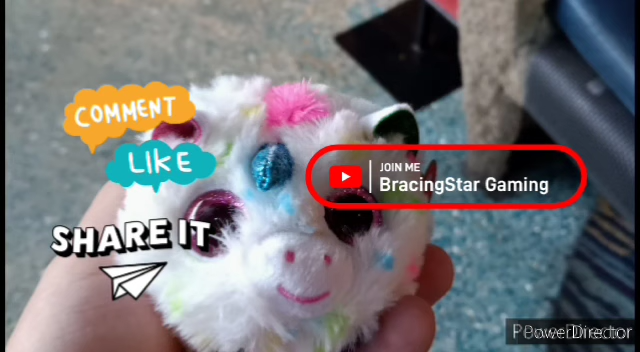 COMMENT
LIKE
JOIN ME
BracingStar Gaming
SHARE IT
PowerDirector